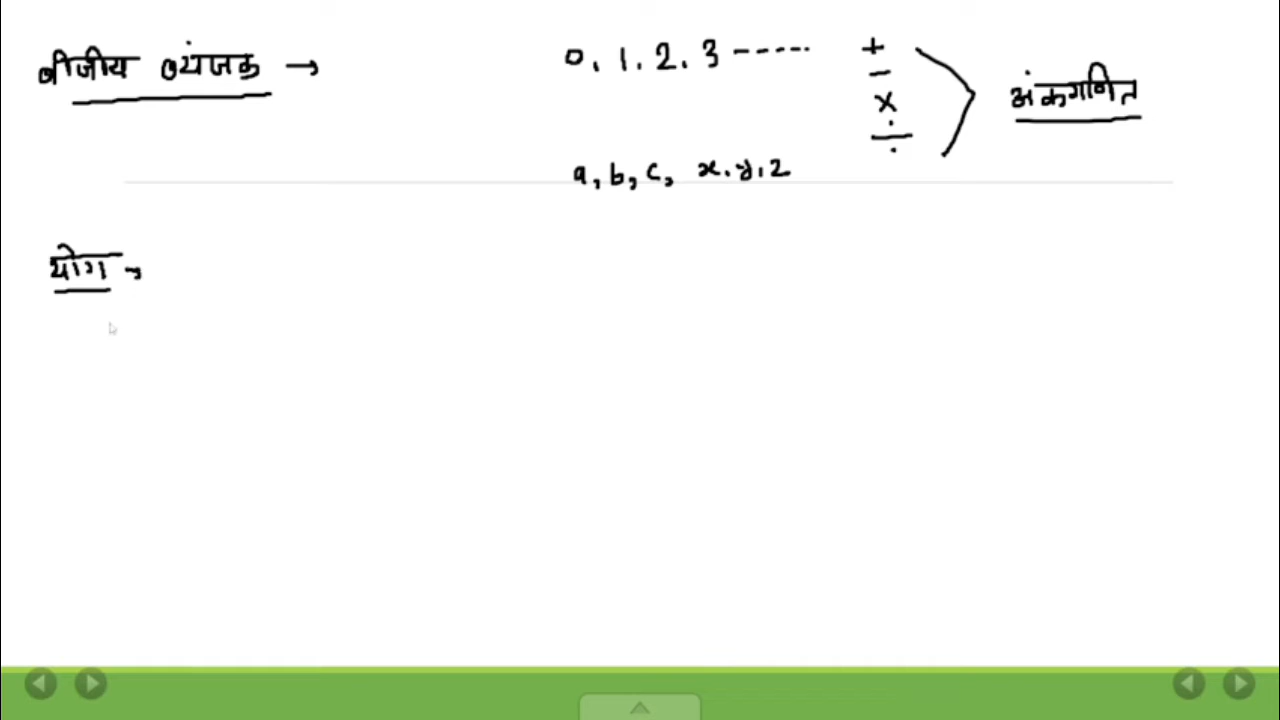 बीजीय व्यंजक → 0, 1, 2, 3 ----- + - × ÷ अंकगणित
a, b, c, x, y, z
योग →